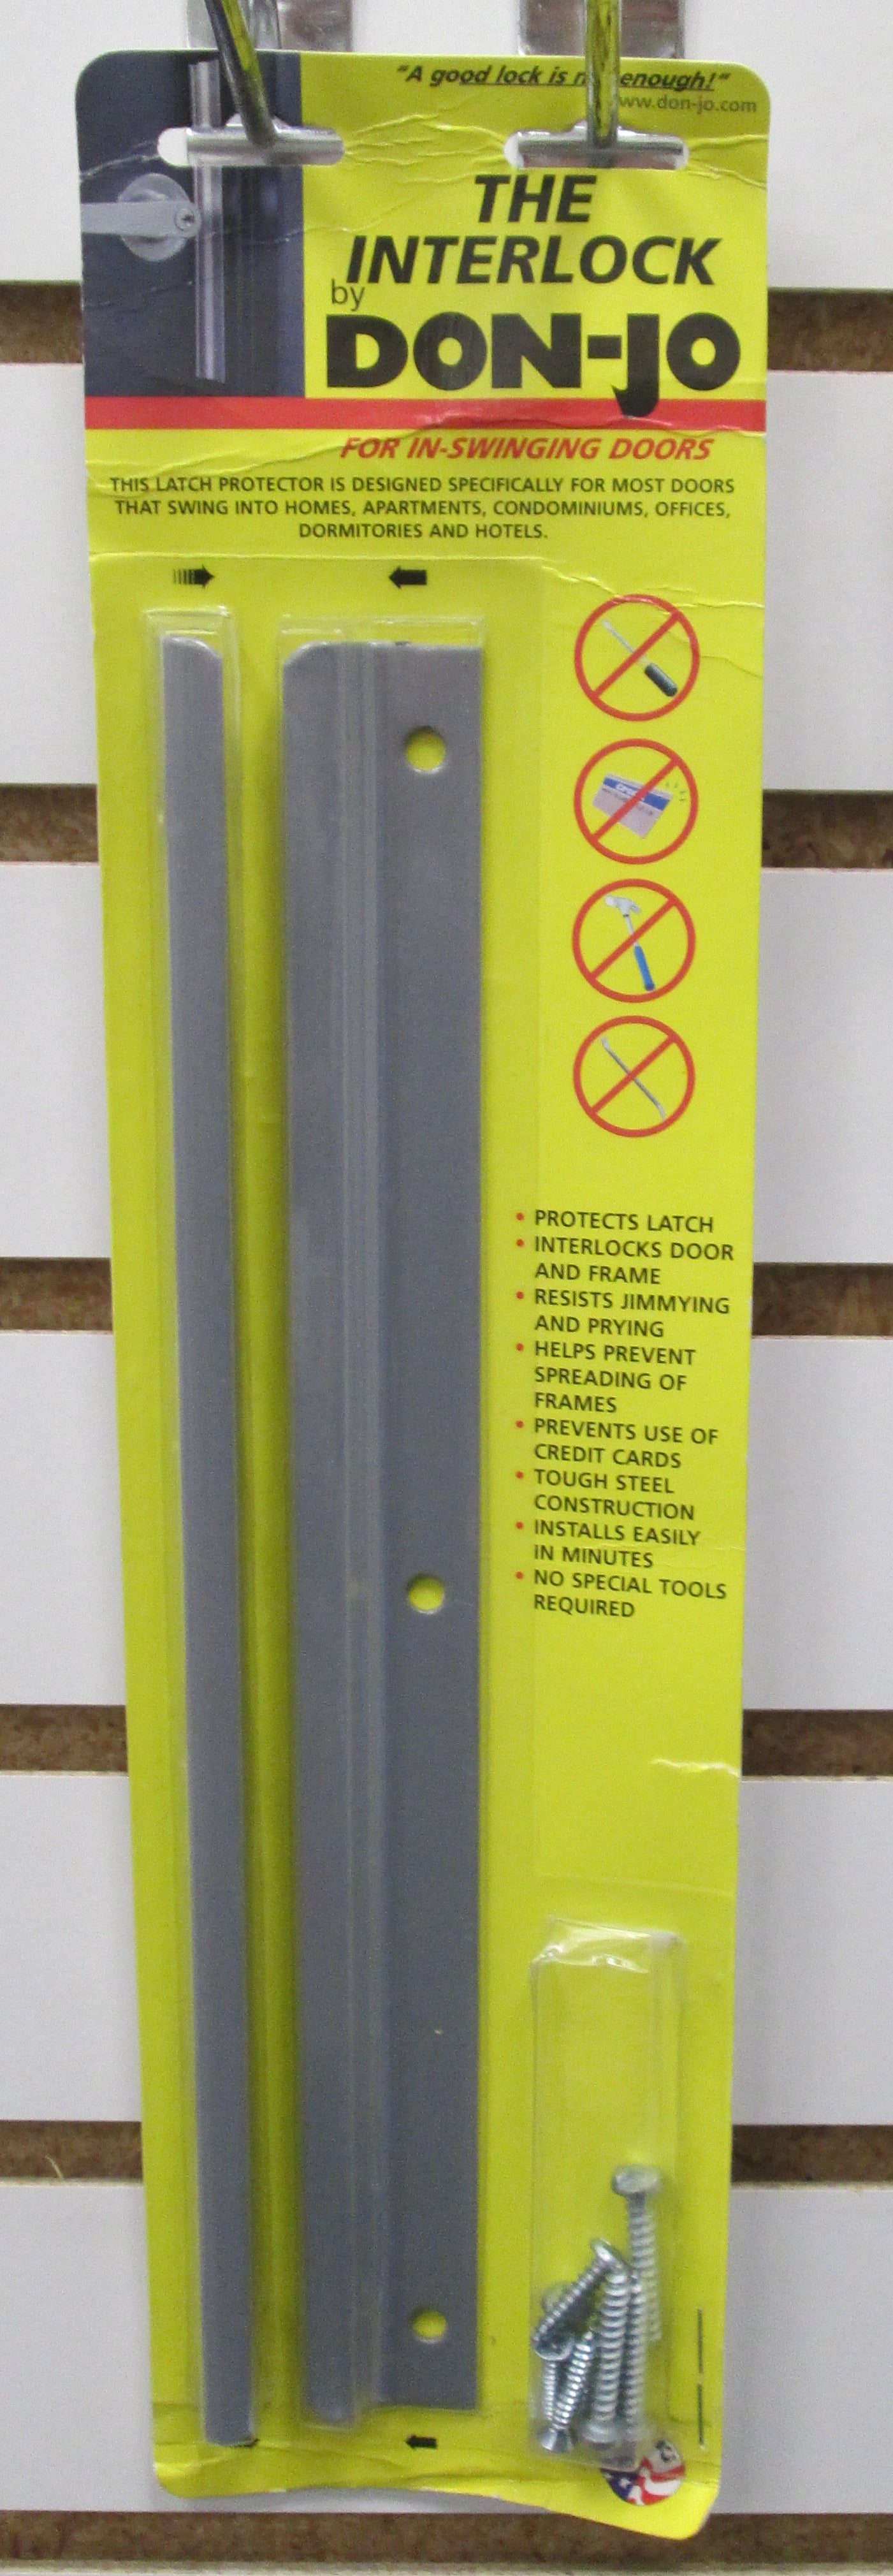 "A good lock is n enough!"
ww.don-jo.com
THE
INTERLOCK
by
DON-JO
FOR IN-SWINGING DOORS
THIS LATCH PROTECTOR IS DESIGNED SPECIFICALLY FOR MOST DOORS
THAT SWING INTO HOMES, APARTMENTS, CONDOMINIUMS, OFFICES,
DORMITORIES AND HOTELS.
• PROTECTS LATCH
• INTERLOCKS DOOR
AND FRAME
• RESISTS JIMMYING
AND PRYING
• HELPS PREVENT
SPREADING OF
FRAMES
• PREVENTS USE OF
CREDIT CARDS
• TOUGH STEEL
CONSTRUCTION
• INSTALLS EASILY
IN MINUTES
• NO SPECIAL TOOLS
REQUIRED